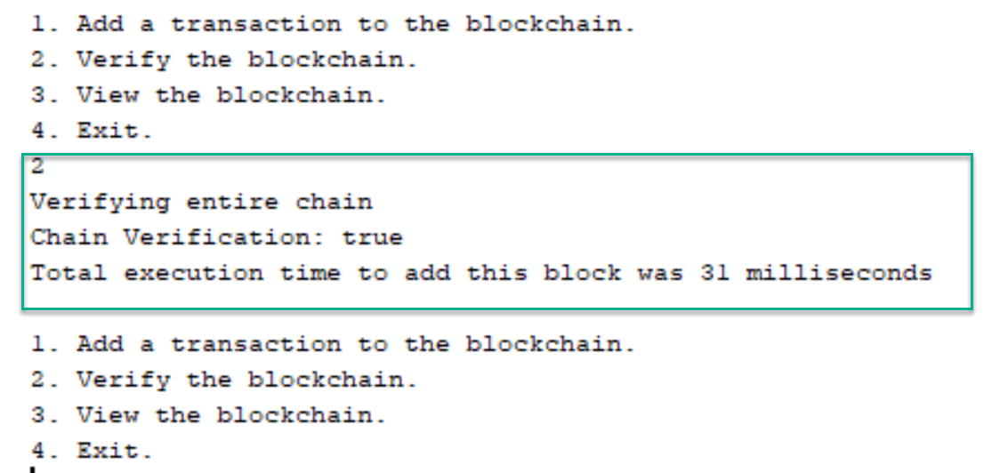 1. Add a transaction to the blockchain.
2. Verify the blockchain.
3. View the blockchain.
4. Exit.
2
Verifying entire chain
Chain Verification: true
Total execution time to add this block was 31 milliseconds
1. Add a transaction to the blockchain.
2. Verify the blockchain.
3. View the blockchain.
4. Exit.